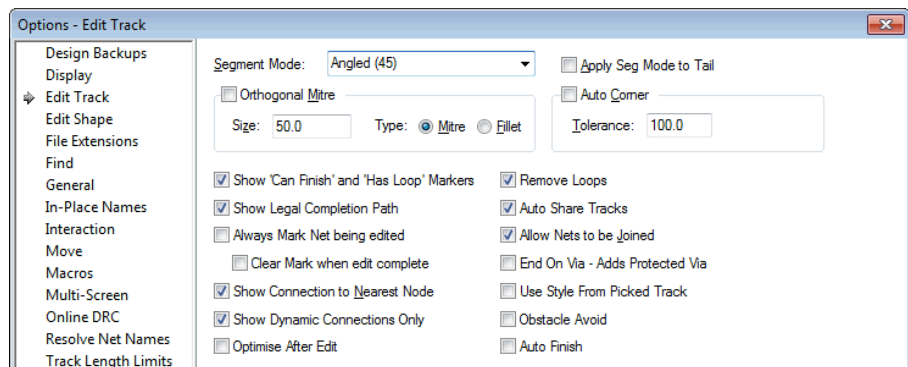 Options - Edit Track
Design Backups
Display
Edit Track
Edit Shape
File Extensions
Find
General
In-Place Names
Interaction
Move
Macros
Multi-Screen
Online DRC
Resolve Net Names
Track Length Limits
Segment Mode: Angled (45)
Apply Seg Mode to Tail
Orthogonal Mitre
Size: 50.0 Type: Mitre Fillet
Auto Corner
Tolerance: 100.0
Show 'Can Finish' and 'Has Loop' Markers
Show Legal Completion Path
Always Mark Net being edited
Clear Mark when edit complete
Show Connection to Nearest Node
Show Dynamic Connections Only
Optimise After Edit
Remove Loops
Auto Share Tracks
Allow Nets to be Joined
End On Via - Adds Protected Via
Use Style From Picked Track
Obstacle Avoid
Auto Finish